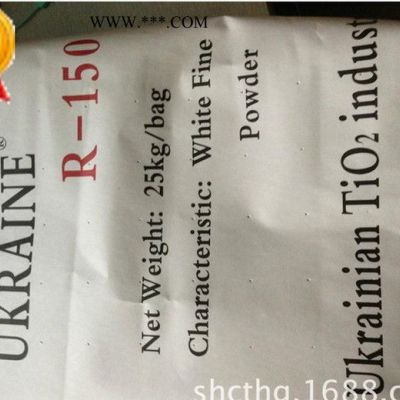 WWW.***.COM
UKRAINE®
R-150
Net Weight: 25kg/bag
Characteristic: White Fine
Powder
Ukrainian TiO2 indust
shcthg.1688.c